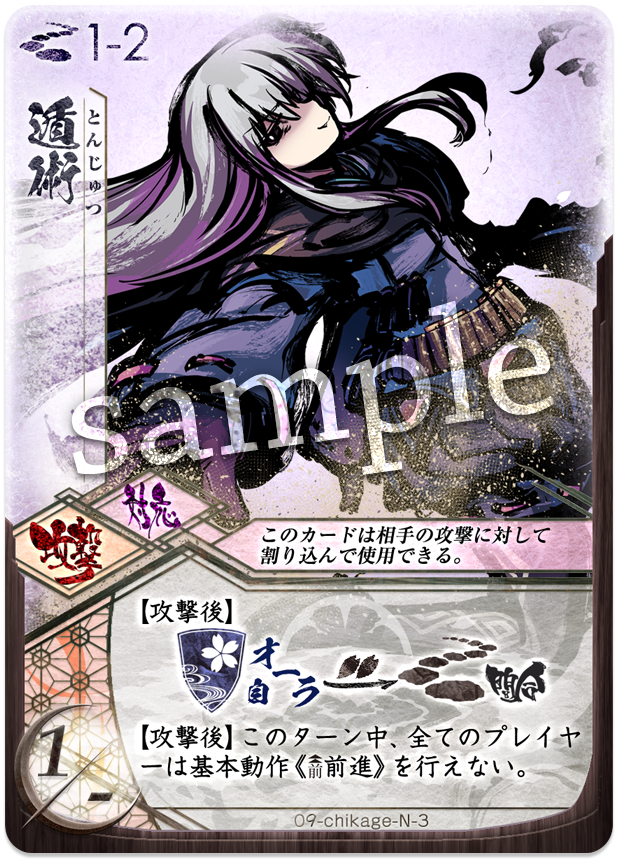 1-2
遁術
とんじゅつ
sample
攻撃
対応
このカードは相手の攻撃に対して
割り込んで使用できる。
【攻撃後】
自オーラ
間合
【攻撃後】このターン中、全てのプレイヤ
ーは基本動作《前前進》を行えない。
1/-
09-chikage-N-3